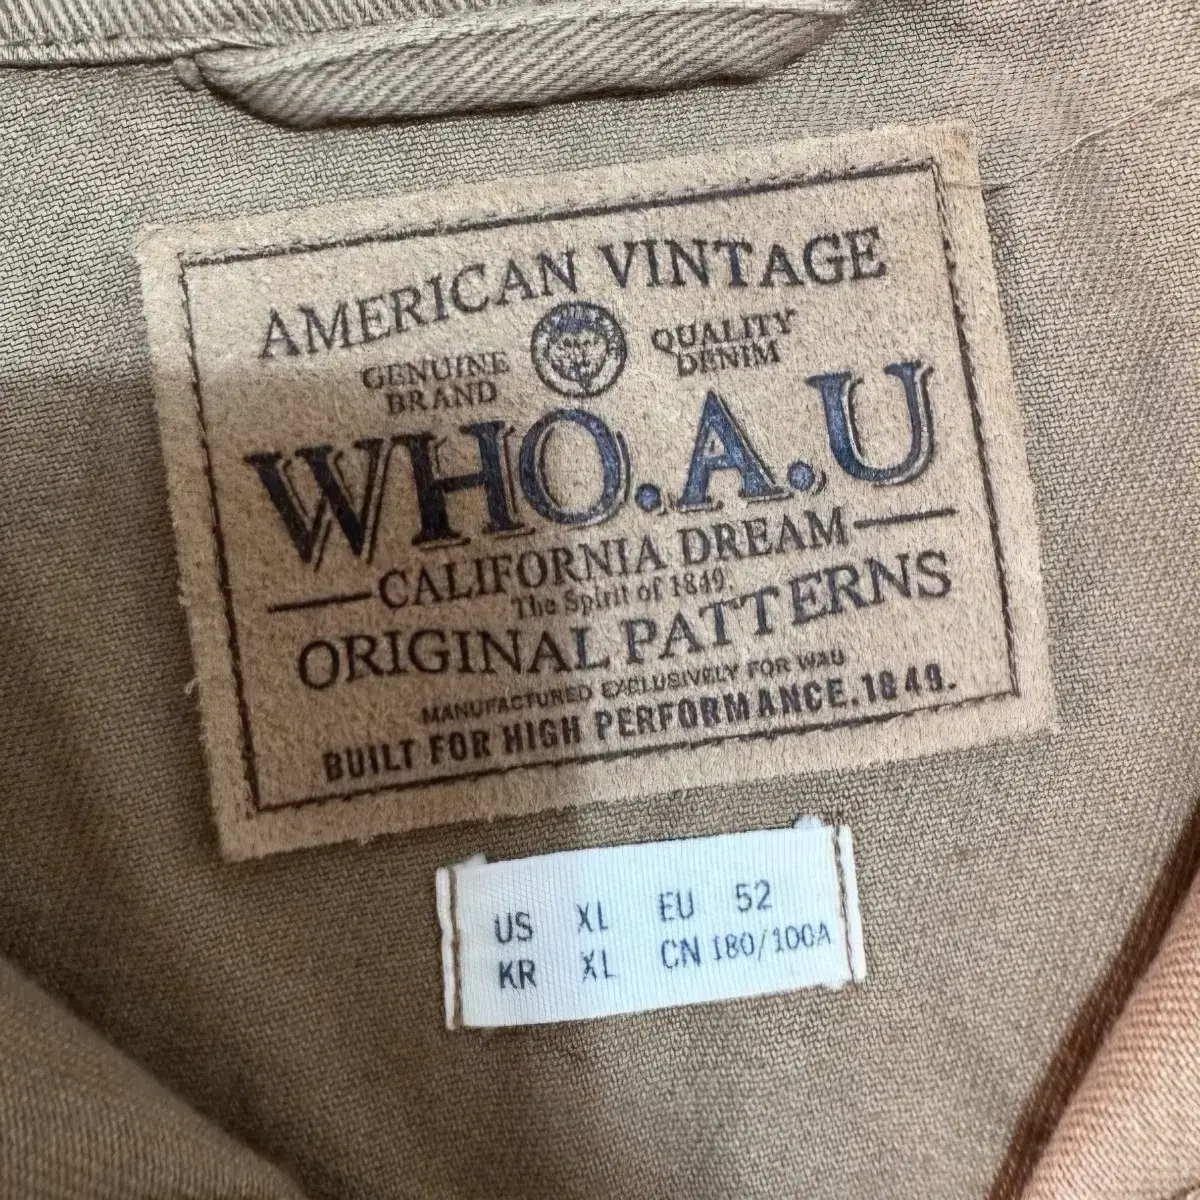 AMERICAN VINTAGE
GENUINE
BRAND
QUALITY
DENIM
WHO.A.U
CALIFORNIA DREAM
The Spirit of 1849.
ORIGINAL PATTERNS
MANUFACTURED EXCLUSIVELY FOR WAU
BUILT FOR HIGH PERFORMANCE.1849.
US XL EU 52
KR XL CN 180/100A